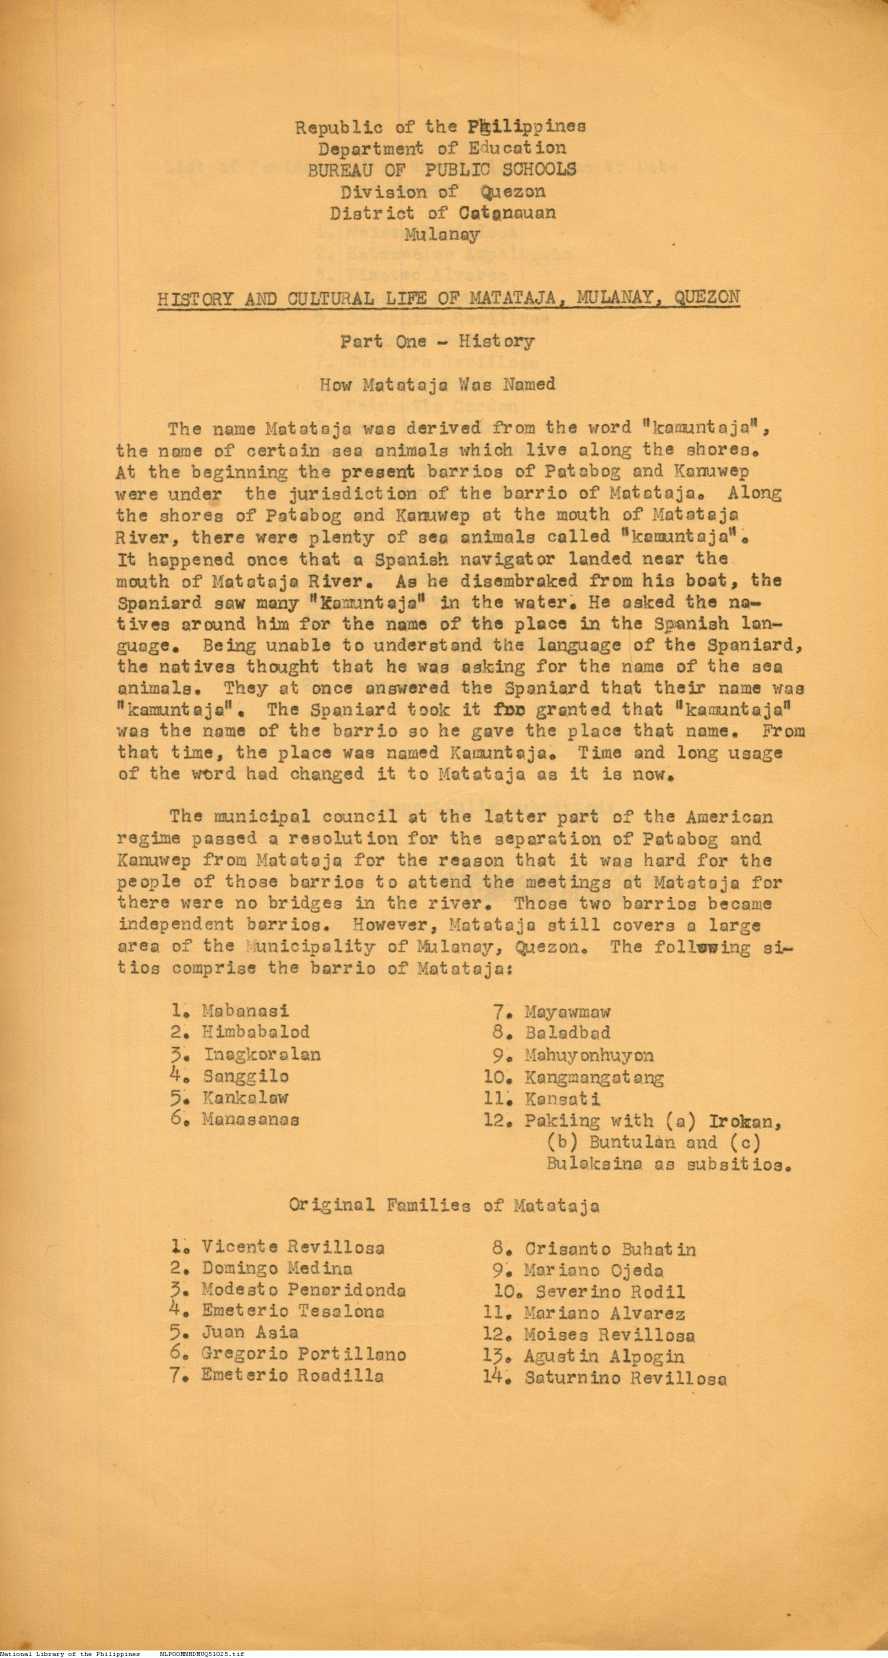 Republic of the Philippines
Department of Education
BUREAU OF PUBLIC SCHOOLS
Division of Quezon
District of Catanauan
Mulanay
HISTORY AND CULTURAL LIFE OF MATATAJA, MULANAY, QUEZON
Part One - History
How Matataja Was Named
The name Matataja was derived from the word "kamuntaja",
the name of certain sea animals which live along the shores.
At the beginning the present barrios of Patabog and Kanuwep
were under the jurisdiction of the barrio of Matataja. Along
the shores of Patabog and Kanuwep at the mouth of Matataja
River, there were plenty of sea animals called "kamuntaja".
It happened once that a Spanish navigator landed near the
mouth of Matataja River. As he disembraked from his boat, the
Spaniard saw many "Kamuntaja" in the water. He asked the na-
tives around him for the name of the place in the Spanish lan-
guage. Being unable to understand the language of the Spaniard,
the natives thought that he was asking for the name of the sea
animals. They at once answered the Spaniard that their name was
"kamuntaja". The Spaniard took it for granted that "kamuntaja"
was the name of the barrio so he gave the place that name. From
that time, the place was named Kamuntaja. Time and long usage
of the word had changed it to Matataja as it is now.
The municipal council at the latter part of the American
regime passed a resolution for the separation of Patabog and
Kanuwep from Matataja for the reason that it was hard for the
people of those barrios to attend the meetings at Matataja for
there were no bridges in the river. Those two barrios became
independent barrios. However, Matataja still covers a large
area of the Municipality of Mulanay, Quezon. The following si-
tios comprise the barrio of Matataja:
1. Mabanasi
2. Himbabalod
3. Inagkoralan
4. Sanggilo
5. Kankalaw
6. Manasanas
7. Mayawmaw
8. Baladbad
9. Mahuyonhuyon
10. Kangmangatang
11. Kansati
12. Pakiing with (a) Irokan,
(b) Buntulan and (c)
Bulaksina as subsitios.
Original Families of Matataja
1. Vicente Revillosa
2. Domingo Medina
3. Modesto Penaridonda
4. Emeterio Tesalona
5. Juan Asia
6. Gregorio Portillano
7. Emeterio Roadilla
8. Crisanto Buhatin
9. Mariano Ojeda
10. Severino Rodil
11. Mariano Alvarez
12. Moises Revillosa
13. Agustin Alpogin
14. Saturnino Revillosa
National Library of the Philippines